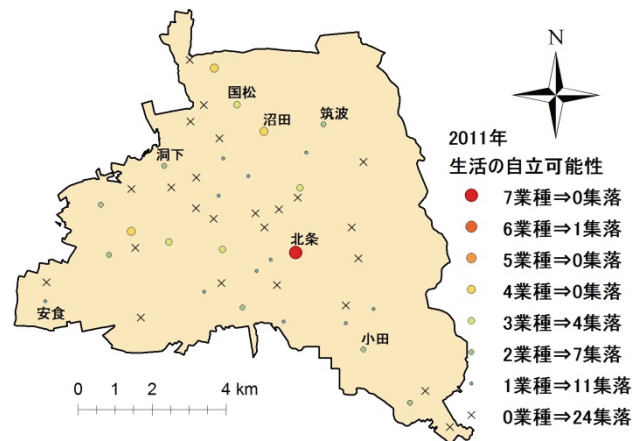 N
国松
沼田
筑波
洞下
北条
安食
小田
2011年
生活の自立可能性
7業種⇒0集落
6業種⇒1集落
5業種⇒0集落
4業種⇒0集落
3業種⇒4集落
2業種⇒7集落
1業種⇒11集落
0業種⇒24集落
0 1 2 4 km